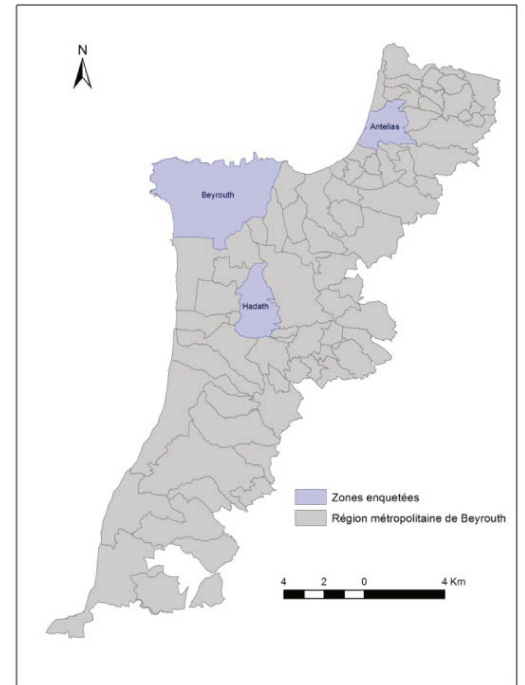 N
Antelias
Beyrouth
Hadath
Zones enquetées
Région métropolitaine de Beyrouth
4 2 0 4 Km